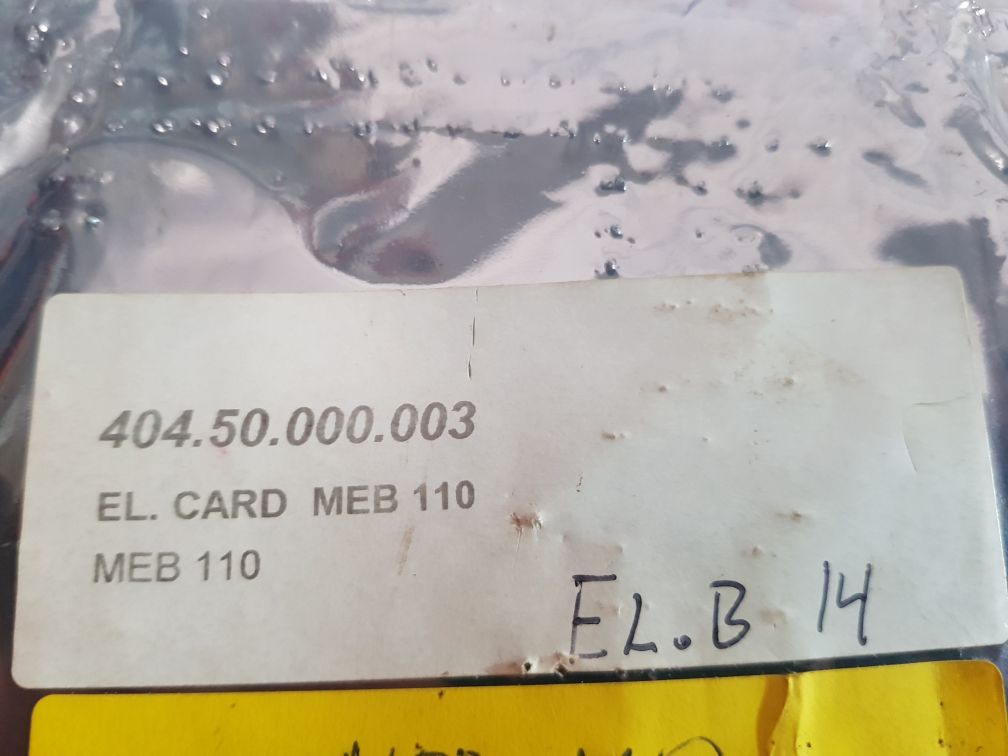 404.50.000.003
EL. CARD MEB 110
MEB 110
EL.B 14